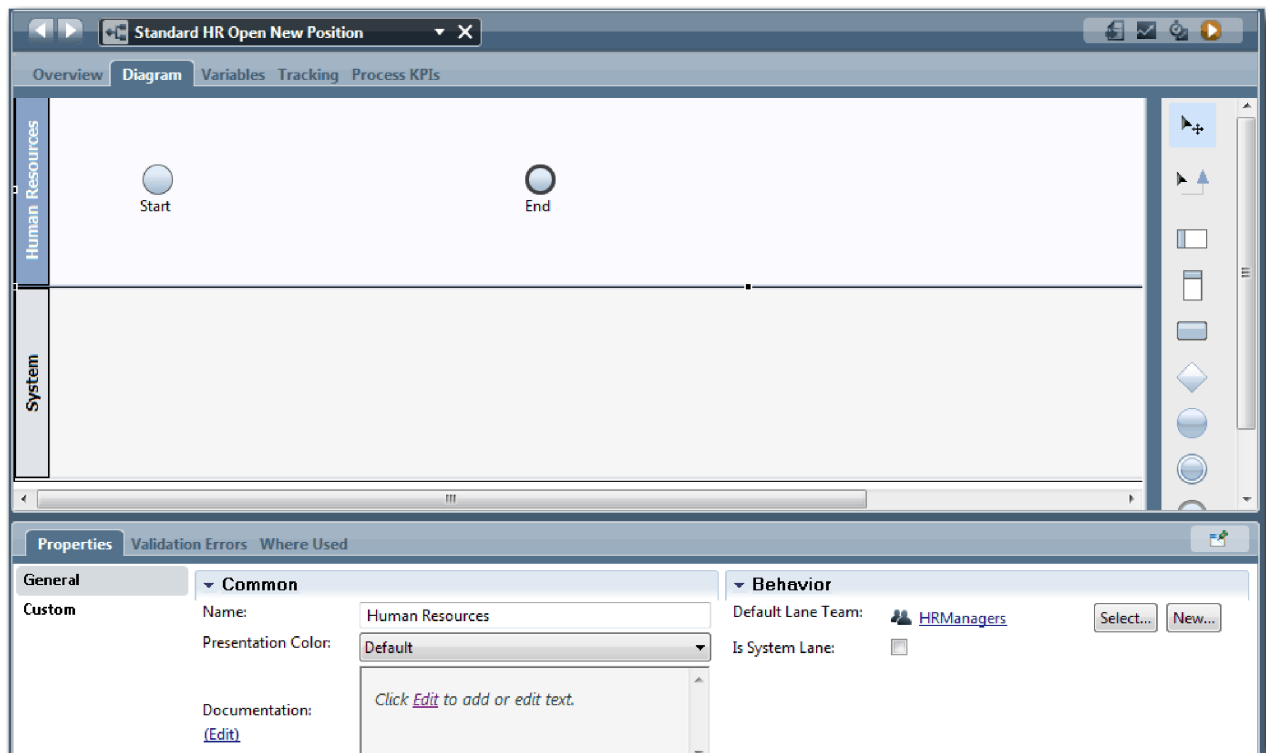 Standard HR Open New Position
Overview Diagram Variables Tracking Process KPIs
Human Resources
Start End
System
Properties Validation Errors Where Used
General
Custom
Common
Name: Human Resources
Presentation Color: Default
Documentation:
(Edit)
Click Edit to add or edit text.
Behavior
Default Lane Team: HRManagers Select... New...
Is System Lane: